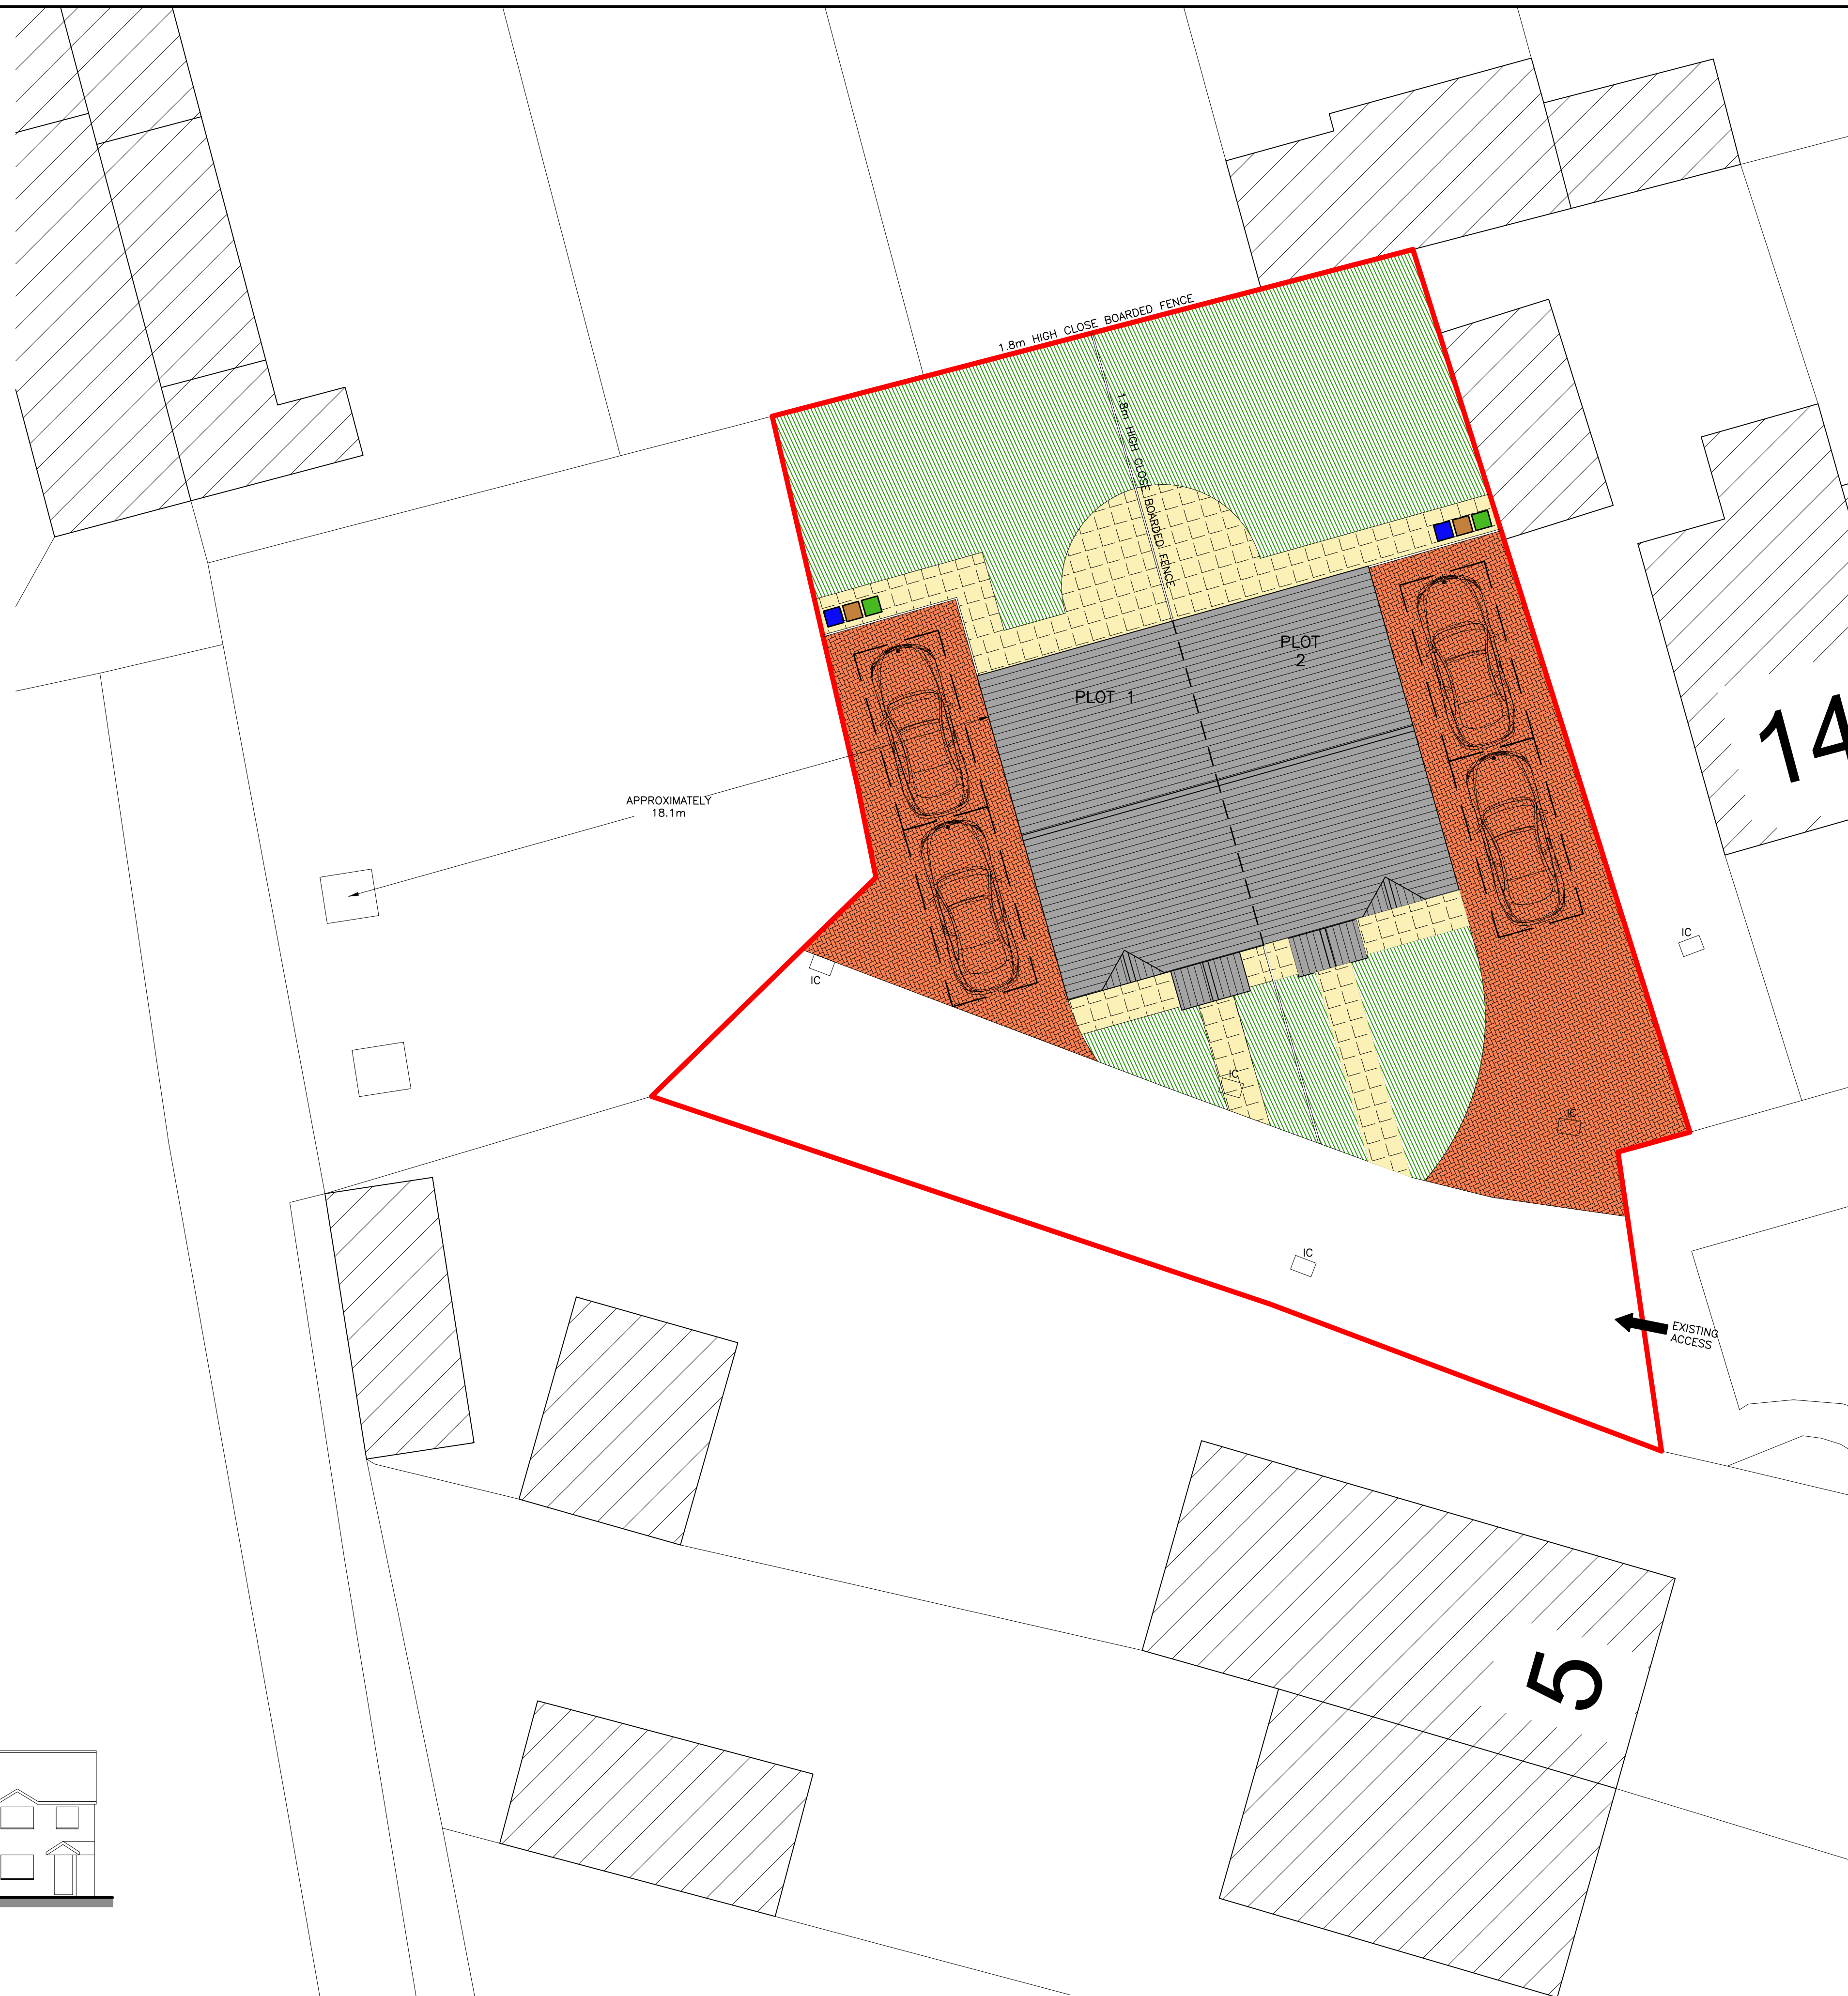 1.8m HIGH CLOSE BOARDED FENCE
1.8m HIGH CLOSE BOARDED FENCE
PLOT
2
PLOT 1
14
APPROXIMATELY
18.1m
IC
IC
IC
IC
IC
EXISTING
ACCESS
5